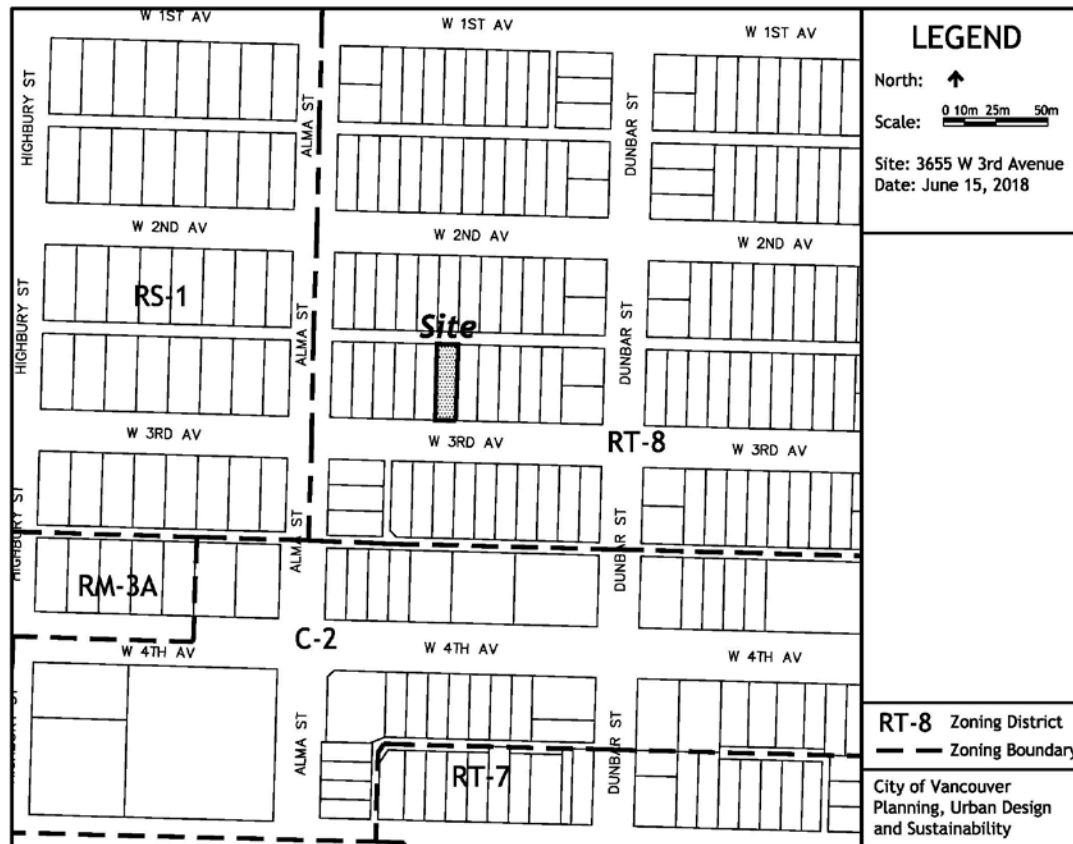 W 1ST AV
W 1ST AV
W 1ST AV
HIGHBURY ST
ALMA ST
DUNBAR ST
W 2ND AV
W 2ND AV
W 2ND AV
HIGHBURY ST
RS-1
ALMA ST
Site
DUNBAR ST
W 3RD AV
W 3RD AV
RT-8
W 3RD AV
HIGHBURY ST
ALMA ST
DUNBAR ST
RM-3A
C-2
W 4TH AV
W 4TH AV
W 4TH AV
ALMA ST
RT-7
DUNBAR ST
LEGEND
North:
Scale: 0 10m 25m 50m
Site: 3655 W 3rd Avenue
Date: June 15, 2018
RT-8 Zoning District
Zoning Boundary
City of Vancouver
Planning, Urban Design
and Sustainability